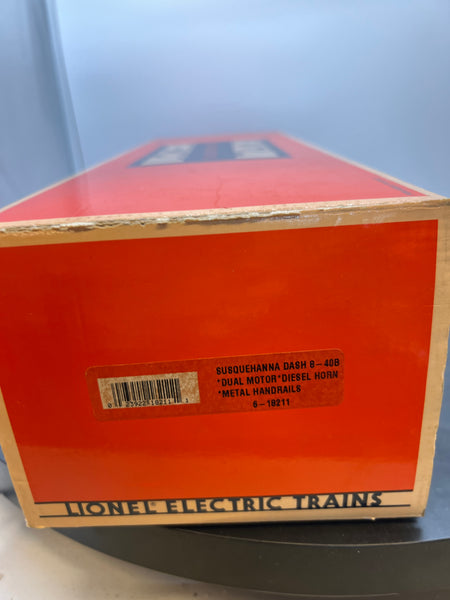 SUSQUEHANNA DASH 8-40B
*DUAL MOTOR*DIESEL HORN
*METAL HANDRAILS
6-18211
LIONEL ELECTRIC TRAINS